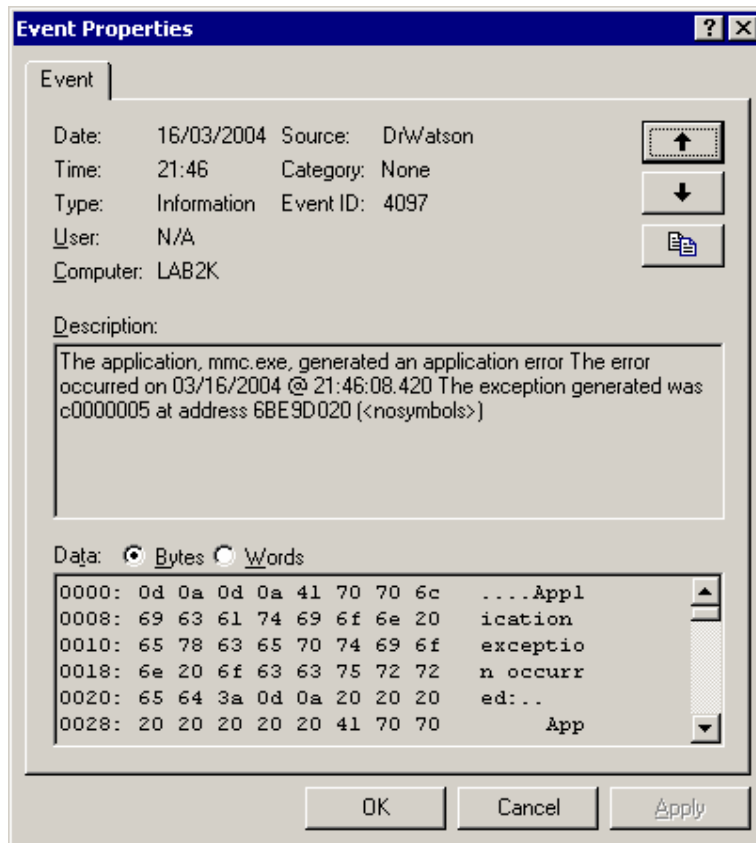 Event Properties
Event
Date: 16/03/2004 Source: DrWatson
Time: 21:46 Category: None
Type: Information Event ID: 4097
User: N/A
Computer: LAB2K
Description:
The application, mmc.exe, generated an application error The error
occurred on 03/16/2004 @ 21:46:08.420 The exception generated was
c0000005 at address 6BE9D020 (<nosymbols>)
Data: Bytes Words
0000: 0d 0a 0d 0a 41 70 70 6c ....Appl
0008: 69 63 61 74 69 6f 6e 20 ication
0010: 65 78 63 65 70 74 69 6f exceptio
0018: 6e 20 6f 63 63 75 72 72 n occurr
0020: 65 64 3a 0d 0a 20 20 20 ed:..
0028: 20 20 20 20 20 41 70 70 App
OK Cancel Apply